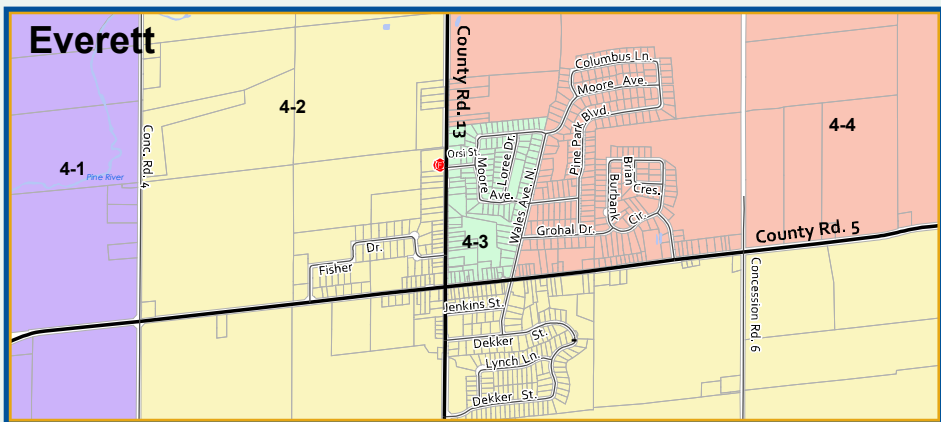 Everett
County Rd. 13
Columbus Ln.
Moore Ave.
4-2
Pine Park Blvd.
4-4
Conc. Rd. 4
Orsi St.
Loree Dr.
4-1
Pine River
Moore Ave.
Brian Cres.
Burbank Cir.
Wales Ave. N.
Grohal Dr.
4-3
County Rd. 5
Dr.
Fisher
Concession Rd. 6
Jenkins St.
Dekker St.
Lynch Ln.
Dekker St.